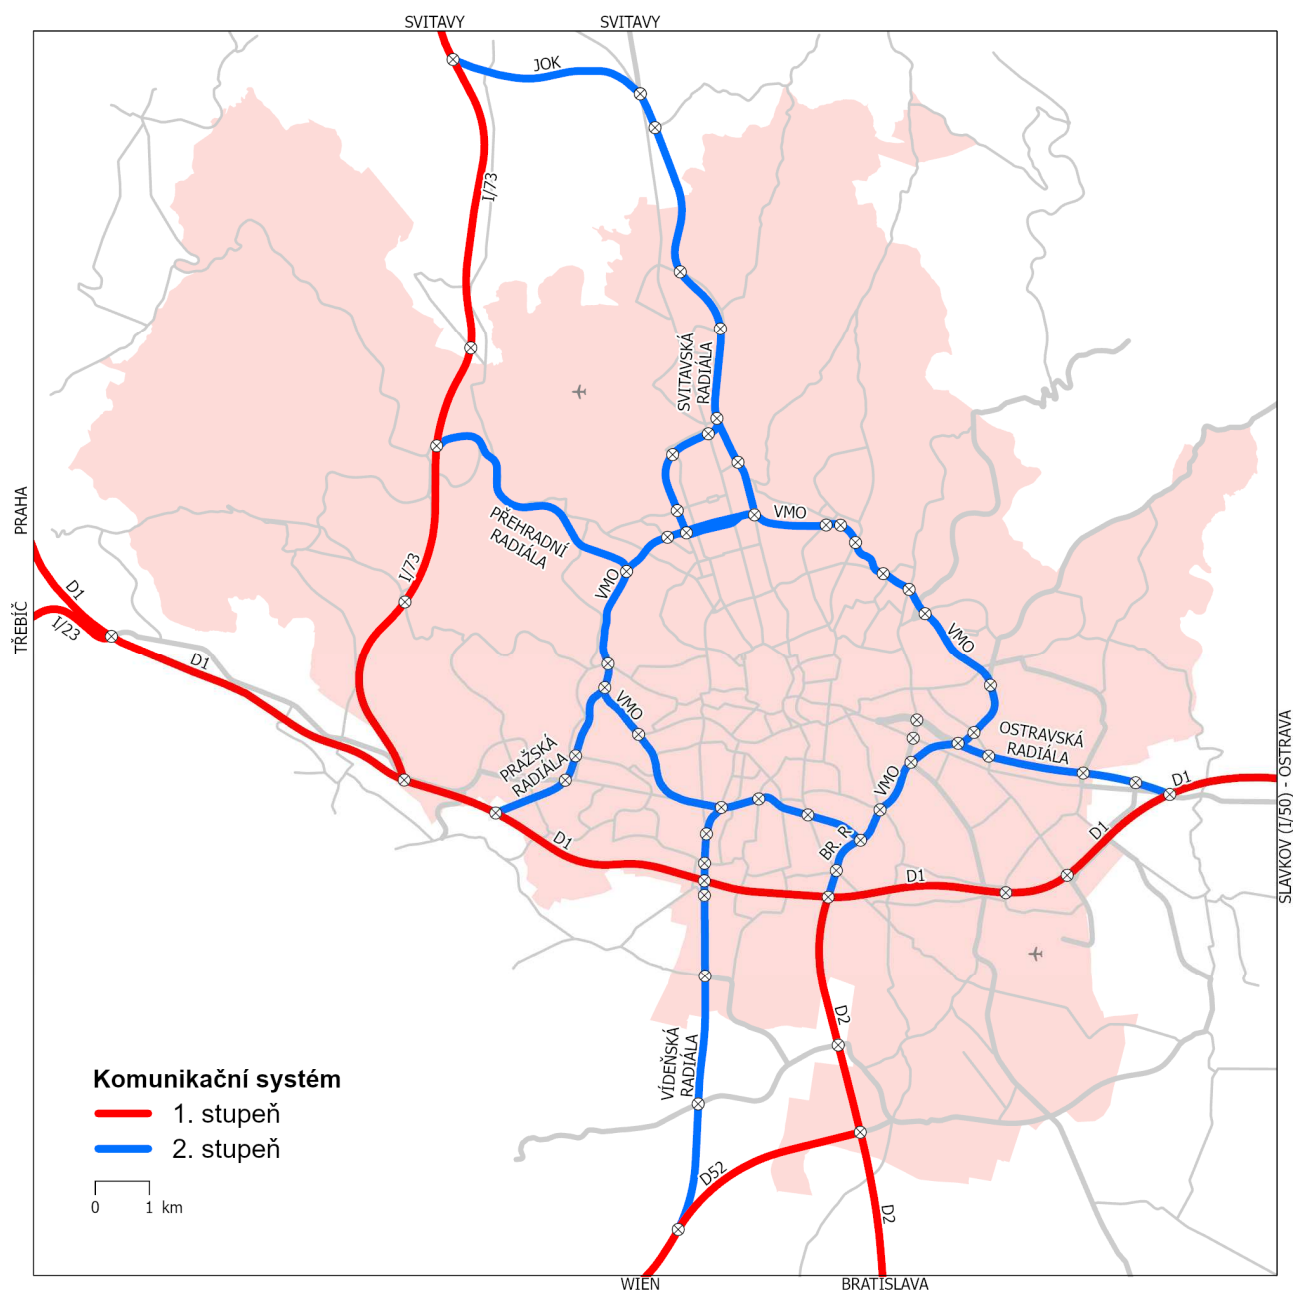 SVITAVY
SVITAVY
JOK
I/73
SVITAVSKÁ
RADIÁLA
PRAHA
TŘEBÍČ
VMO
PŘEHRADNÍ
RADIÁLA
I/73
VMO
D1
I/23
D1
VMO
VMO
OSTRAVSKÁ
RADIÁLA
PRAŽSKÁ
RADIÁLA
VMO
D1
D1
SLAVKOV (I/50) - OSTRAVA
D1
BR. R.
D1
D2
VÍDEŇSKÁ
RADIÁLA
D52
D2
Komunikační systém
1. stupeň
2. stupeň
0 1 km
WIEN
BRATISLAVA